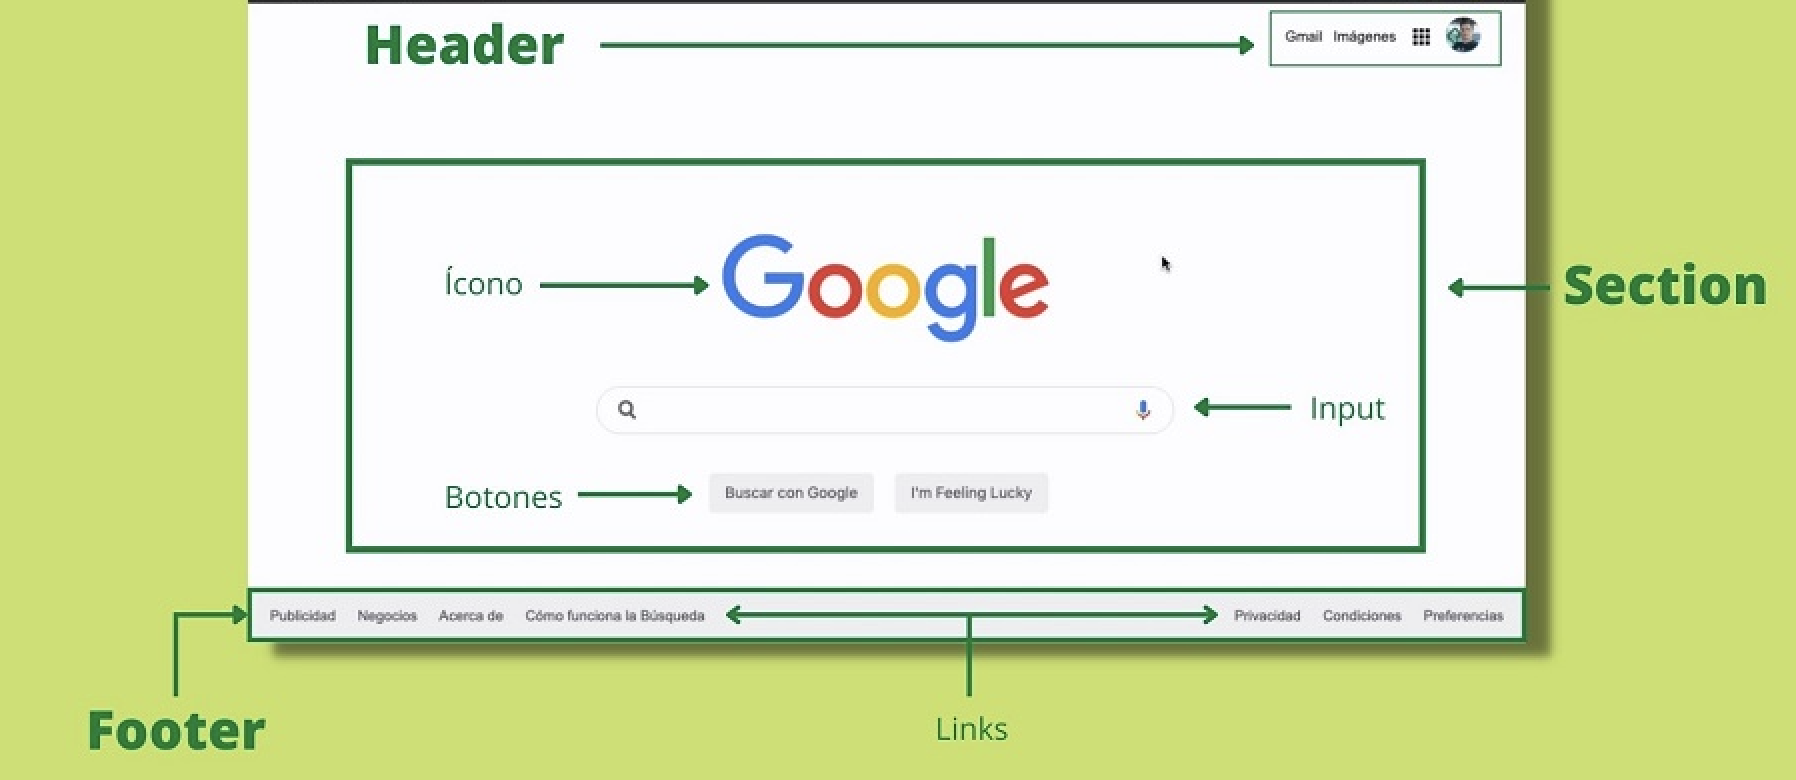 Header
Gmail Imágenes
Ícono
Google
Section
Input
Botones
Buscar con Google
I'm Feeling Lucky
Publicidad Negocios Acerca de Cómo funciona la Búsqueda
Privacidad Condiciones Preferencias
Footer
Links